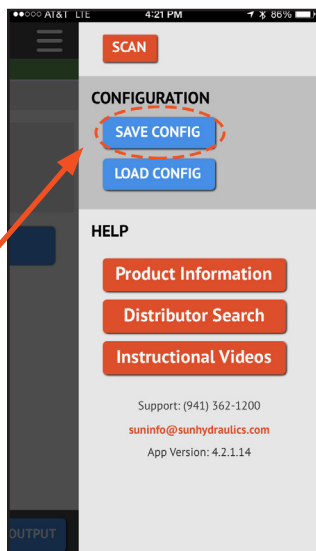 ●●○○○ AT&T LTE 4:21 PM 86%
SCAN
CONFIGURATION
SAVE CONFIG
LOAD CONFIG
HELP
Product Information
Distributor Search
Instructional Videos
Support: (941) 362-1200
suninfo@sunhydraulics.com
App Version: 4.2.1.14
OUTPUT